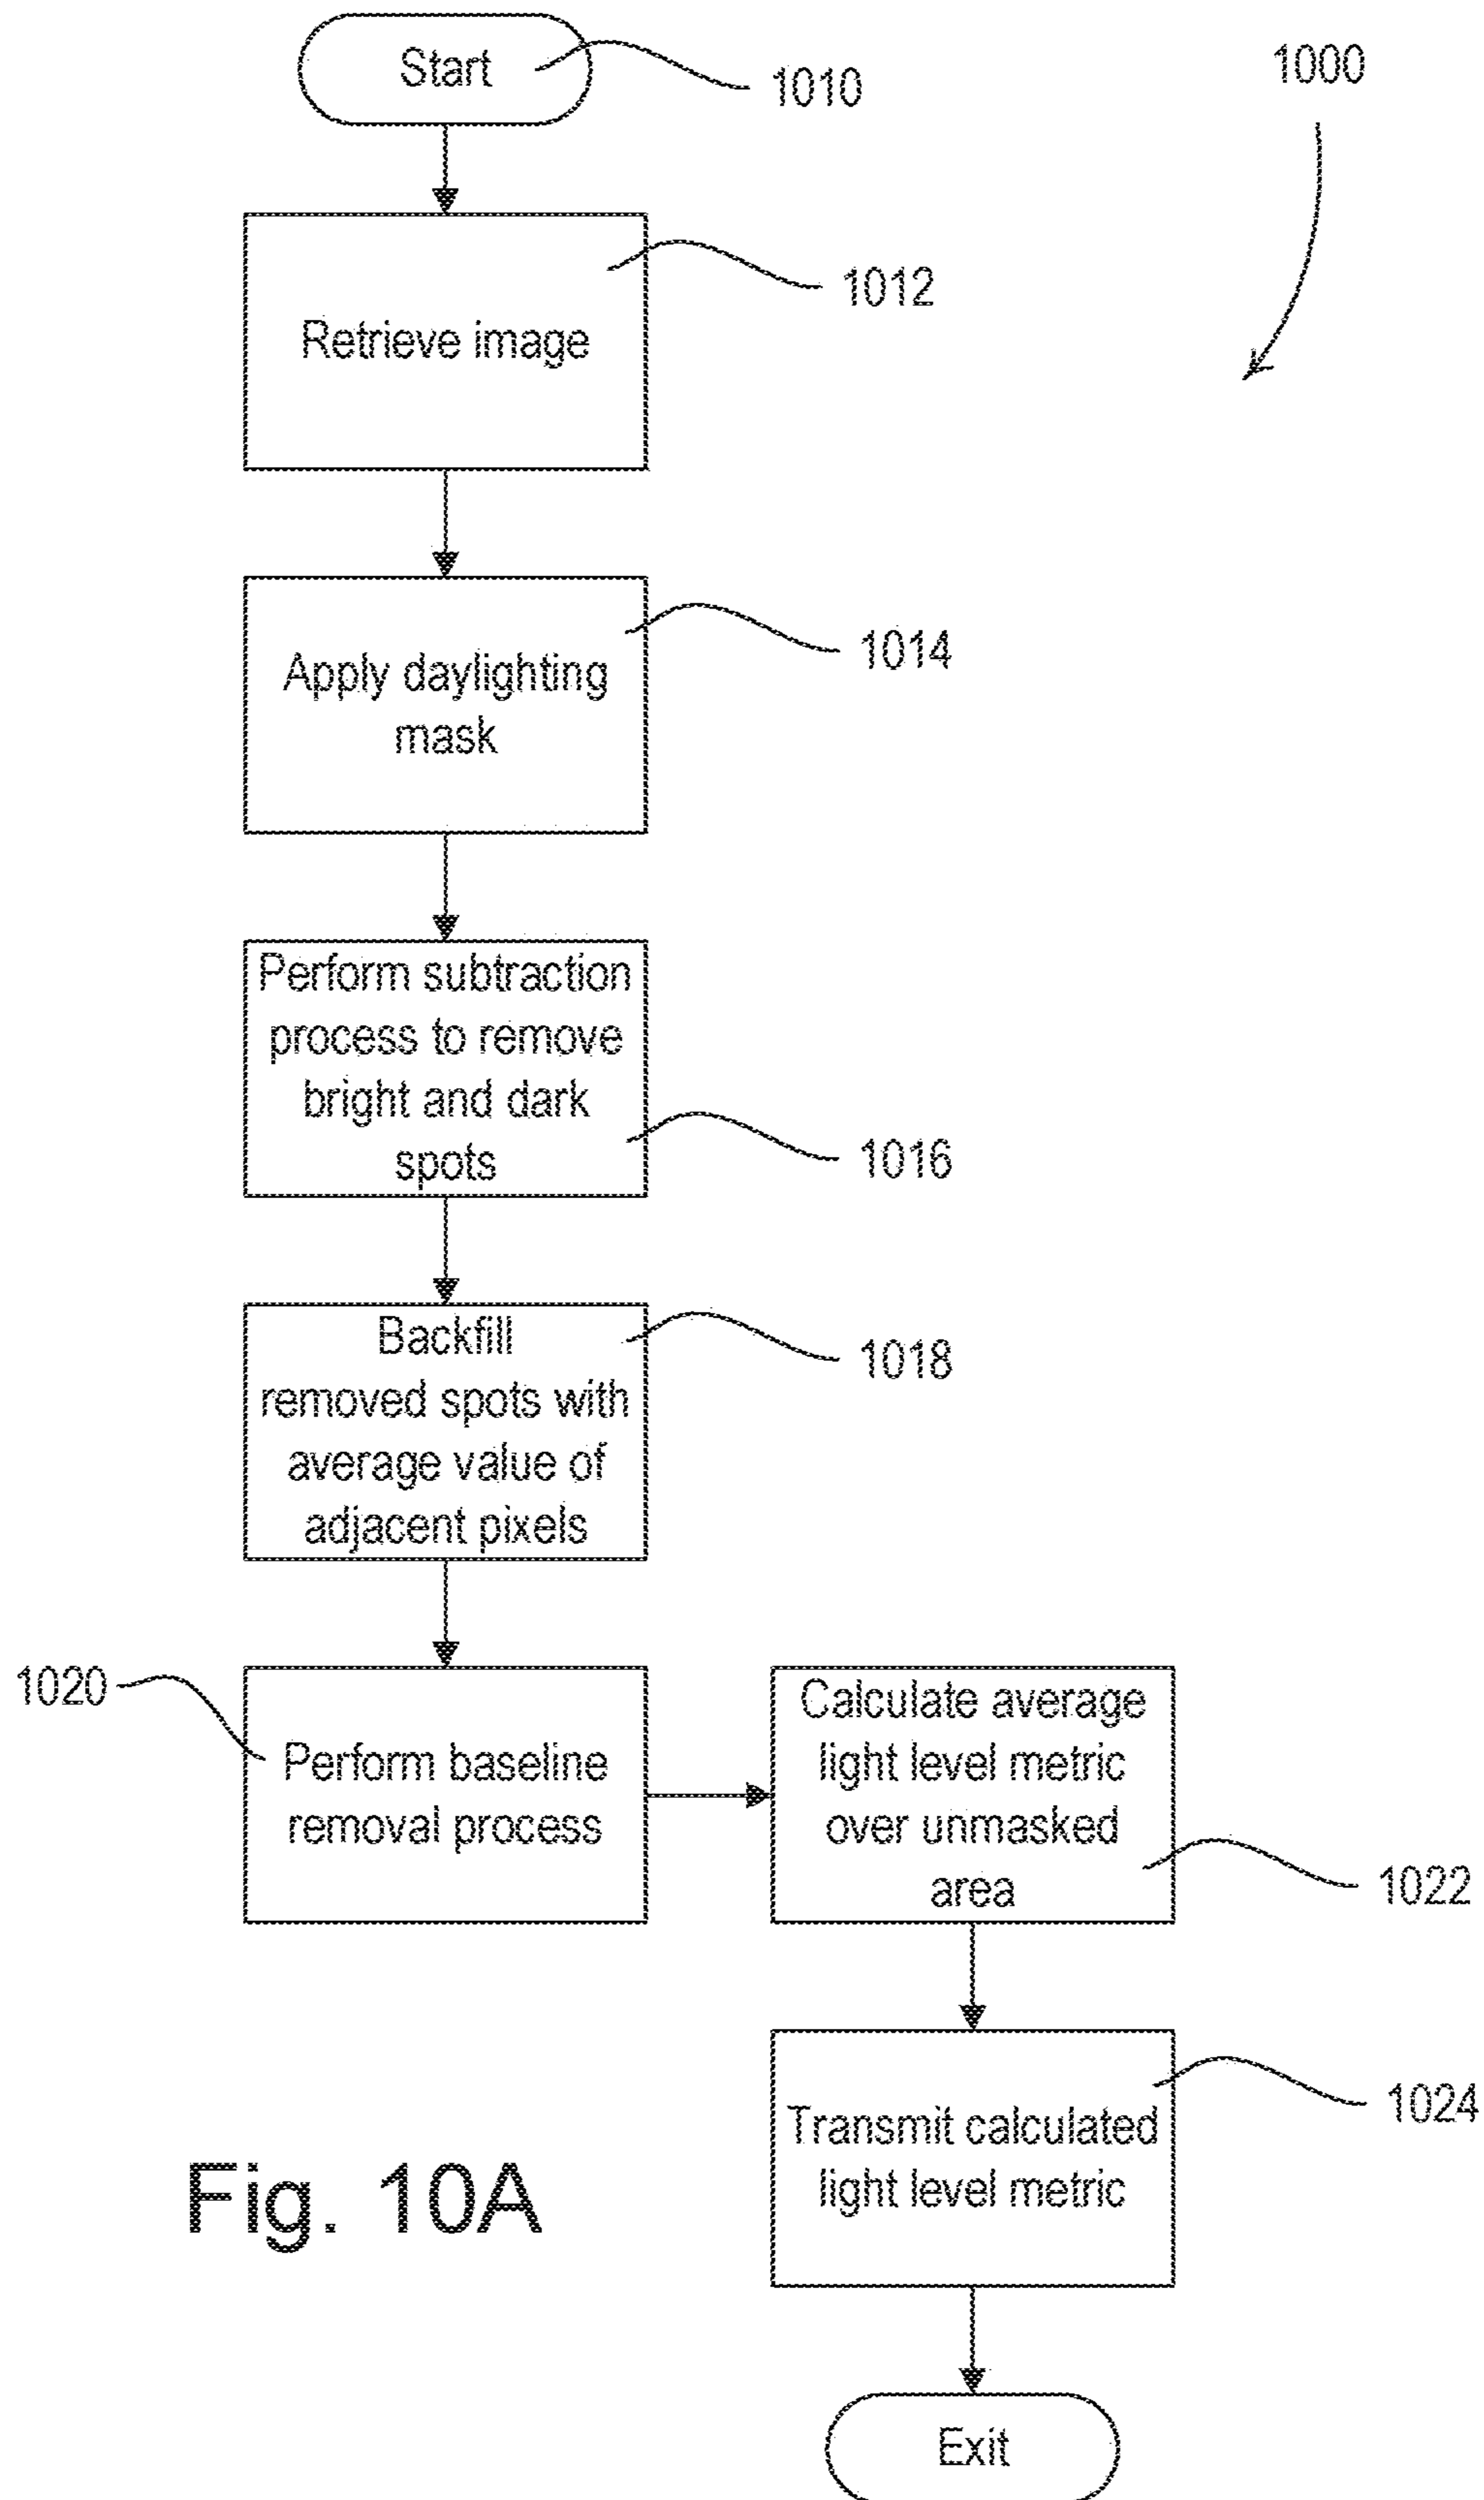 Start
1010
1000
Retrieve image
1012
Apply daylighting
mask
1014
Perform subtraction
process to remove
bright and dark
spots
1016
Backfill
removed spots with
average value of
adjacent pixels
1018
1020
Perform baseline
removal process
Calculate average
light level metric
over unmasked
area
1022
Transmit calculated
light level metric
1024
Fig. 10A
Exit